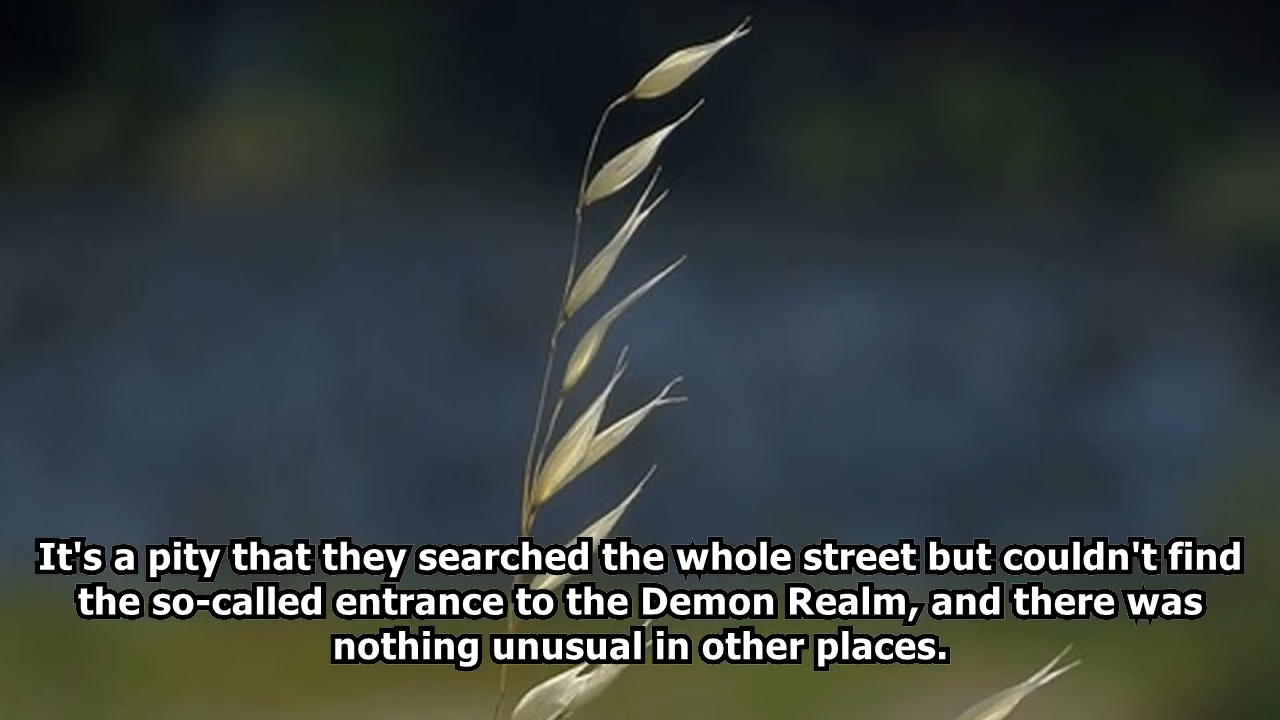 It's a pity that they searched the whole street but couldn't find
the so-called entrance to the Demon Realm, and there was
nothing unusual in other places.